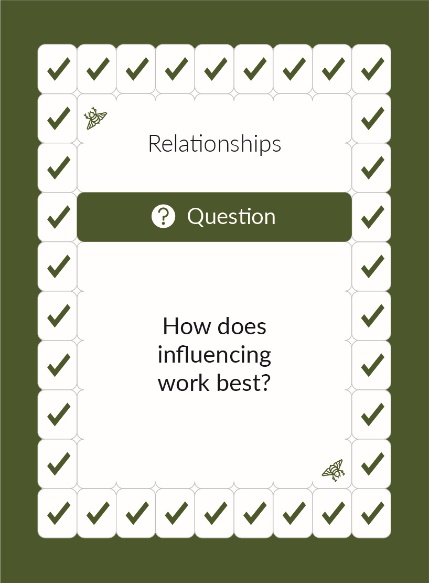 Relationships
? Question
How does
influencing
work best?